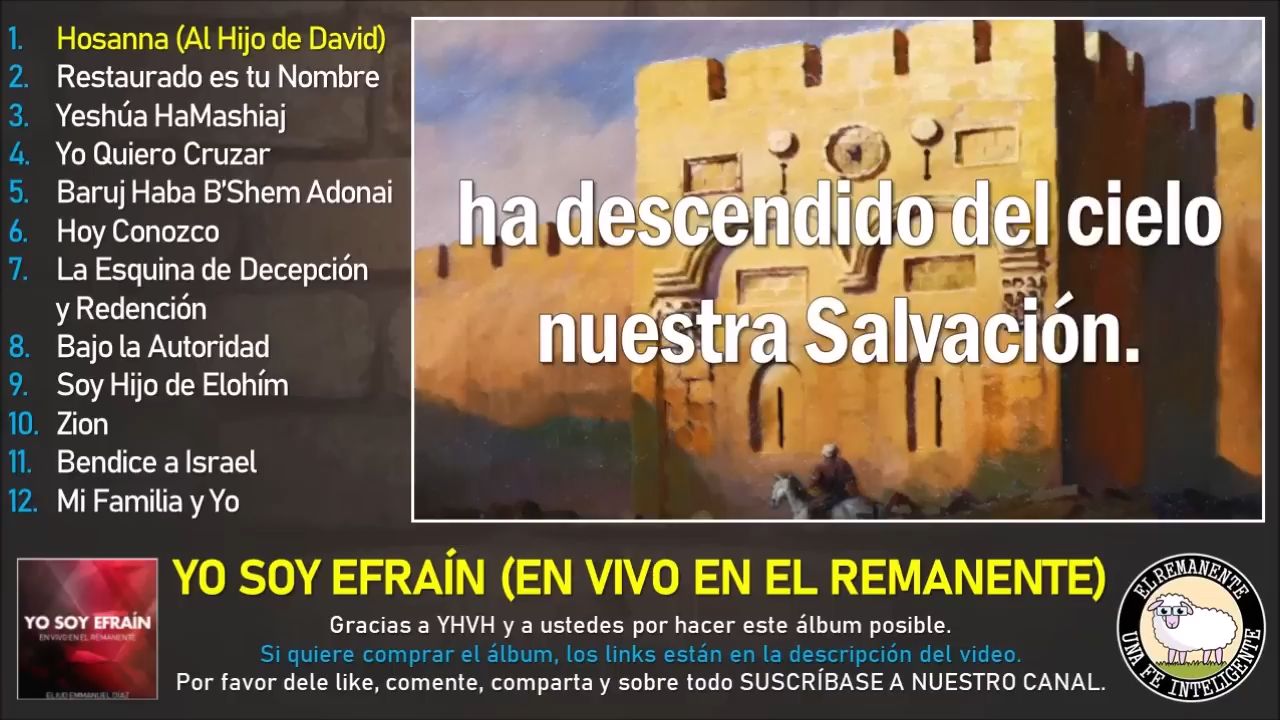 1. Hosanna (Al Hijo de David)
2. Restaurado es tu Nombre
3. Yeshúa HaMashiaj
4. Yo Quiero Cruzar
5. Baruj Haba B'Shem Adonai
6. Hoy Conozco
7. La Esquina de Decepción
y Redención
8. Bajo la Autoridad
9. Soy Hijo de Elohím
10. Zion
11. Bendice a Israel
12. Mi Familia y Yo
ha descendido del cielo
nuestra Salvación.
YO SOY EFRAÍN
EN VIVO EN EL REMANENTE
ELIUD EMMANUEL DÍAZ
YO SOY EFRAÍN (EN VIVO EN EL REMANENTE)
Gracias a YHVH y a ustedes por hacer este álbum posible.
Si quiere comprar el álbum, los links están en la descripción del video.
Por favor dele like, comente, comparta y sobre todo SUSCRÍBASE A NUESTRO CANAL.
EL REMANENTE
UNA FE INTELIGENTE